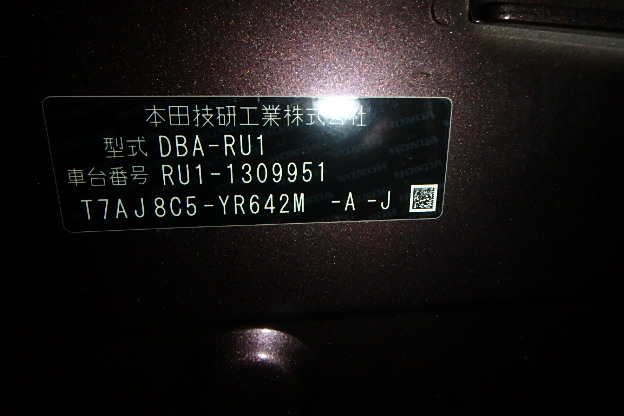 本田技研工業株式会社
型式 DBA-RU1
車台番号 RU1-1309951
T7AJ8C5-YR642M -A-J